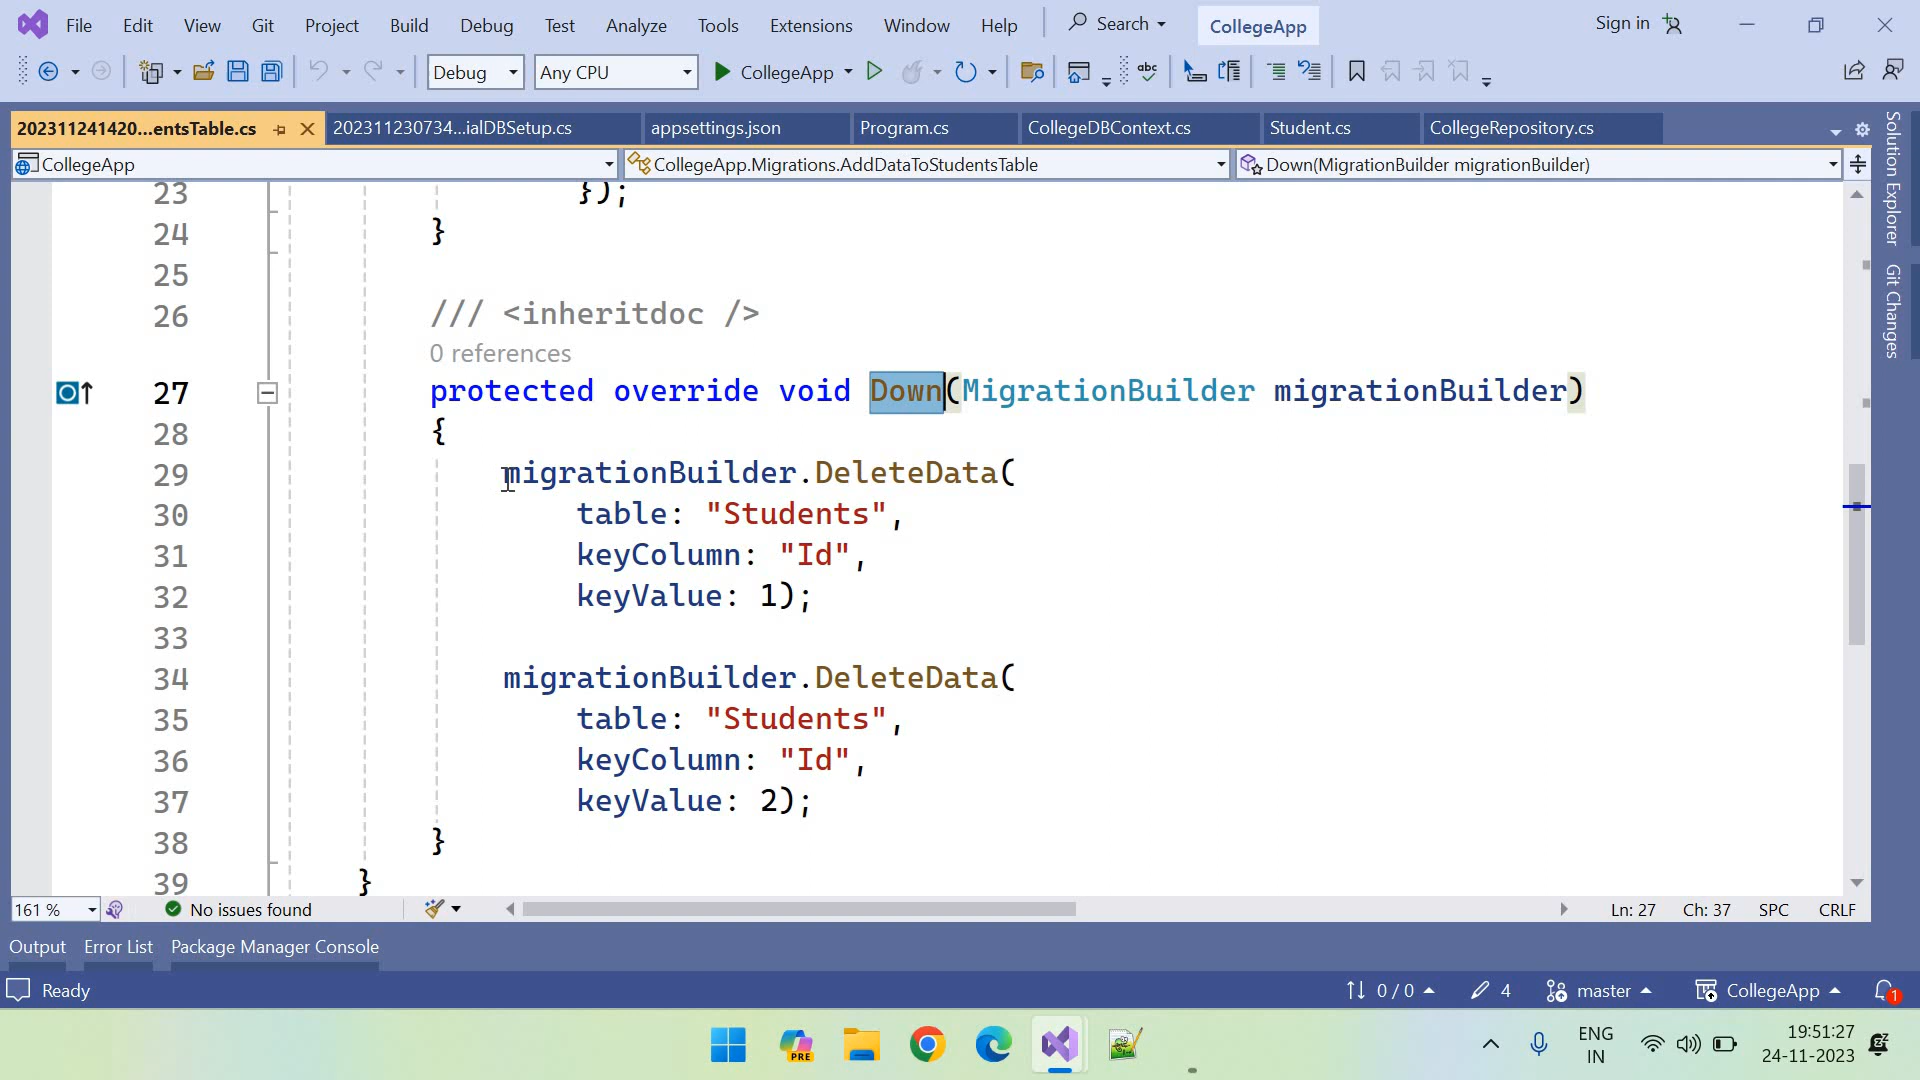 File Edit View Git Project Build Debug Test Analyze Tools Extensions Window Help Search CollegeApp Sign in
Debug Any CPU CollegeApp
202311241420...entsTable.cs 202311230734...ialDBSetup.cs appsettings.json Program.cs CollegeDBContext.cs Student.cs CollegeRepository.cs
CollegeApp CollegeApp.Migrations.AddDataToStudentsTable Down(MigrationBuilder migrationBuilder)
Solution Explorer
Git Changes
23 });
24 }
25
26 /// <inheritdoc />
0 references
27 protected override void Down(MigrationBuilder migrationBuilder)
28 {
29 migrationBuilder.DeleteData(
30 table: "Students",
31 keyColumn: "Id",
32 keyValue: 1);
33
34 migrationBuilder.DeleteData(
35 table: "Students",
36 keyColumn: "Id",
37 keyValue: 2);
38 }
39 }
161 % No issues found Ln: 27 Ch: 37 SPC CRLF
Output Error List Package Manager Console
Ready 0 / 0 4 master CollegeApp 1
PRE
ENG
IN
19:51:27
24-11-2023